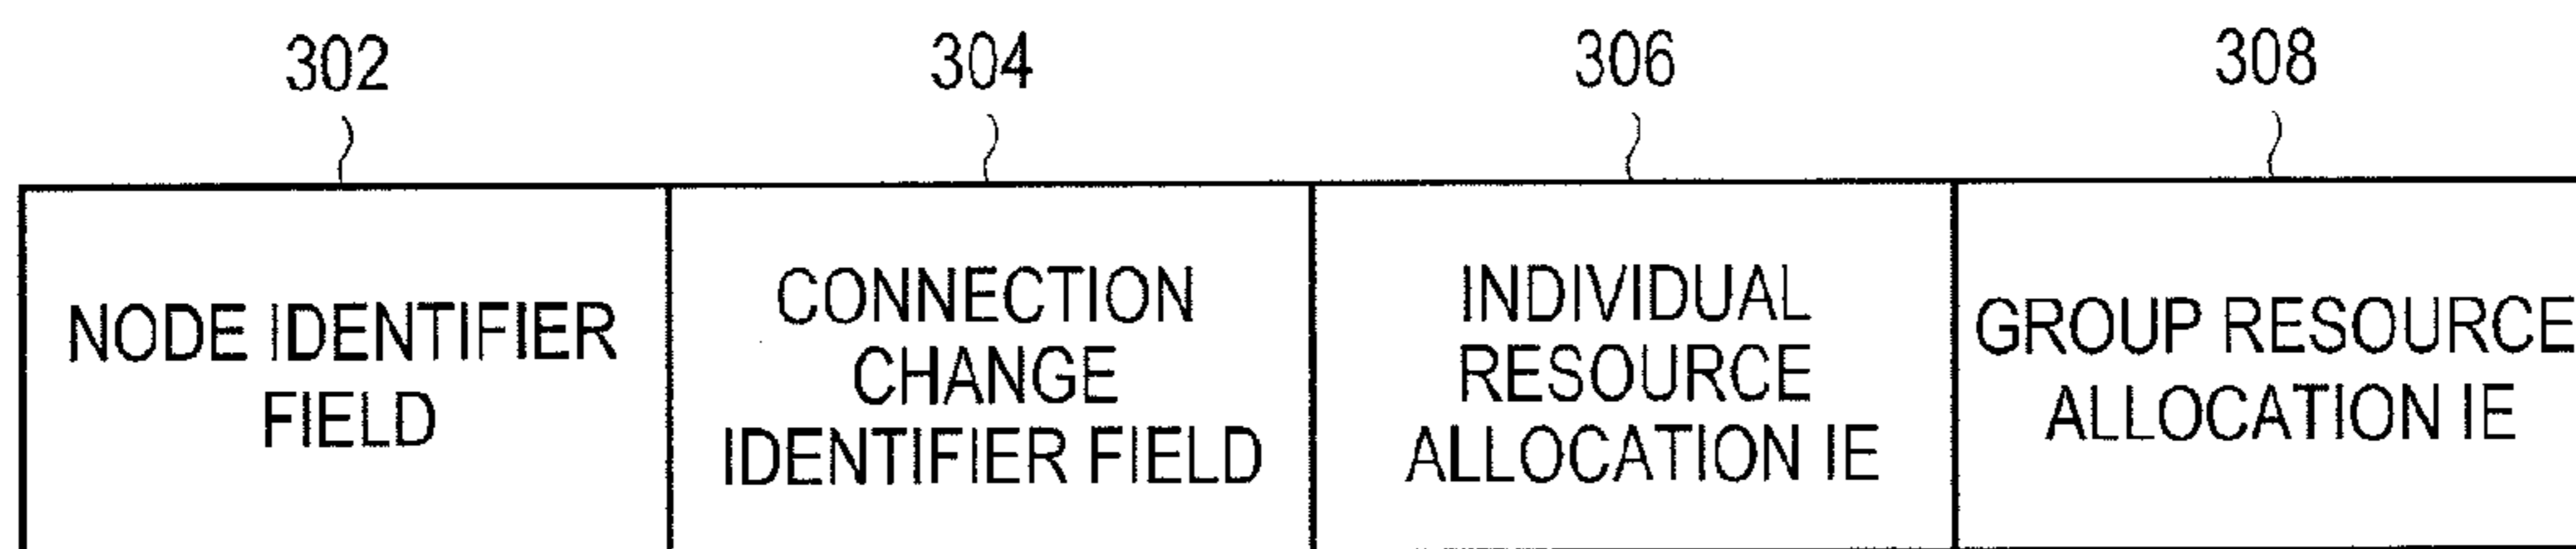 302
304
306
308
NODE IDENTIFIER
FIELD
CONNECTION
CHANGE
IDENTIFIER FIELD
INDIVIDUAL
RESOURCE
ALLOCATION IE
GROUP RESOURCE
ALLOCATION IE